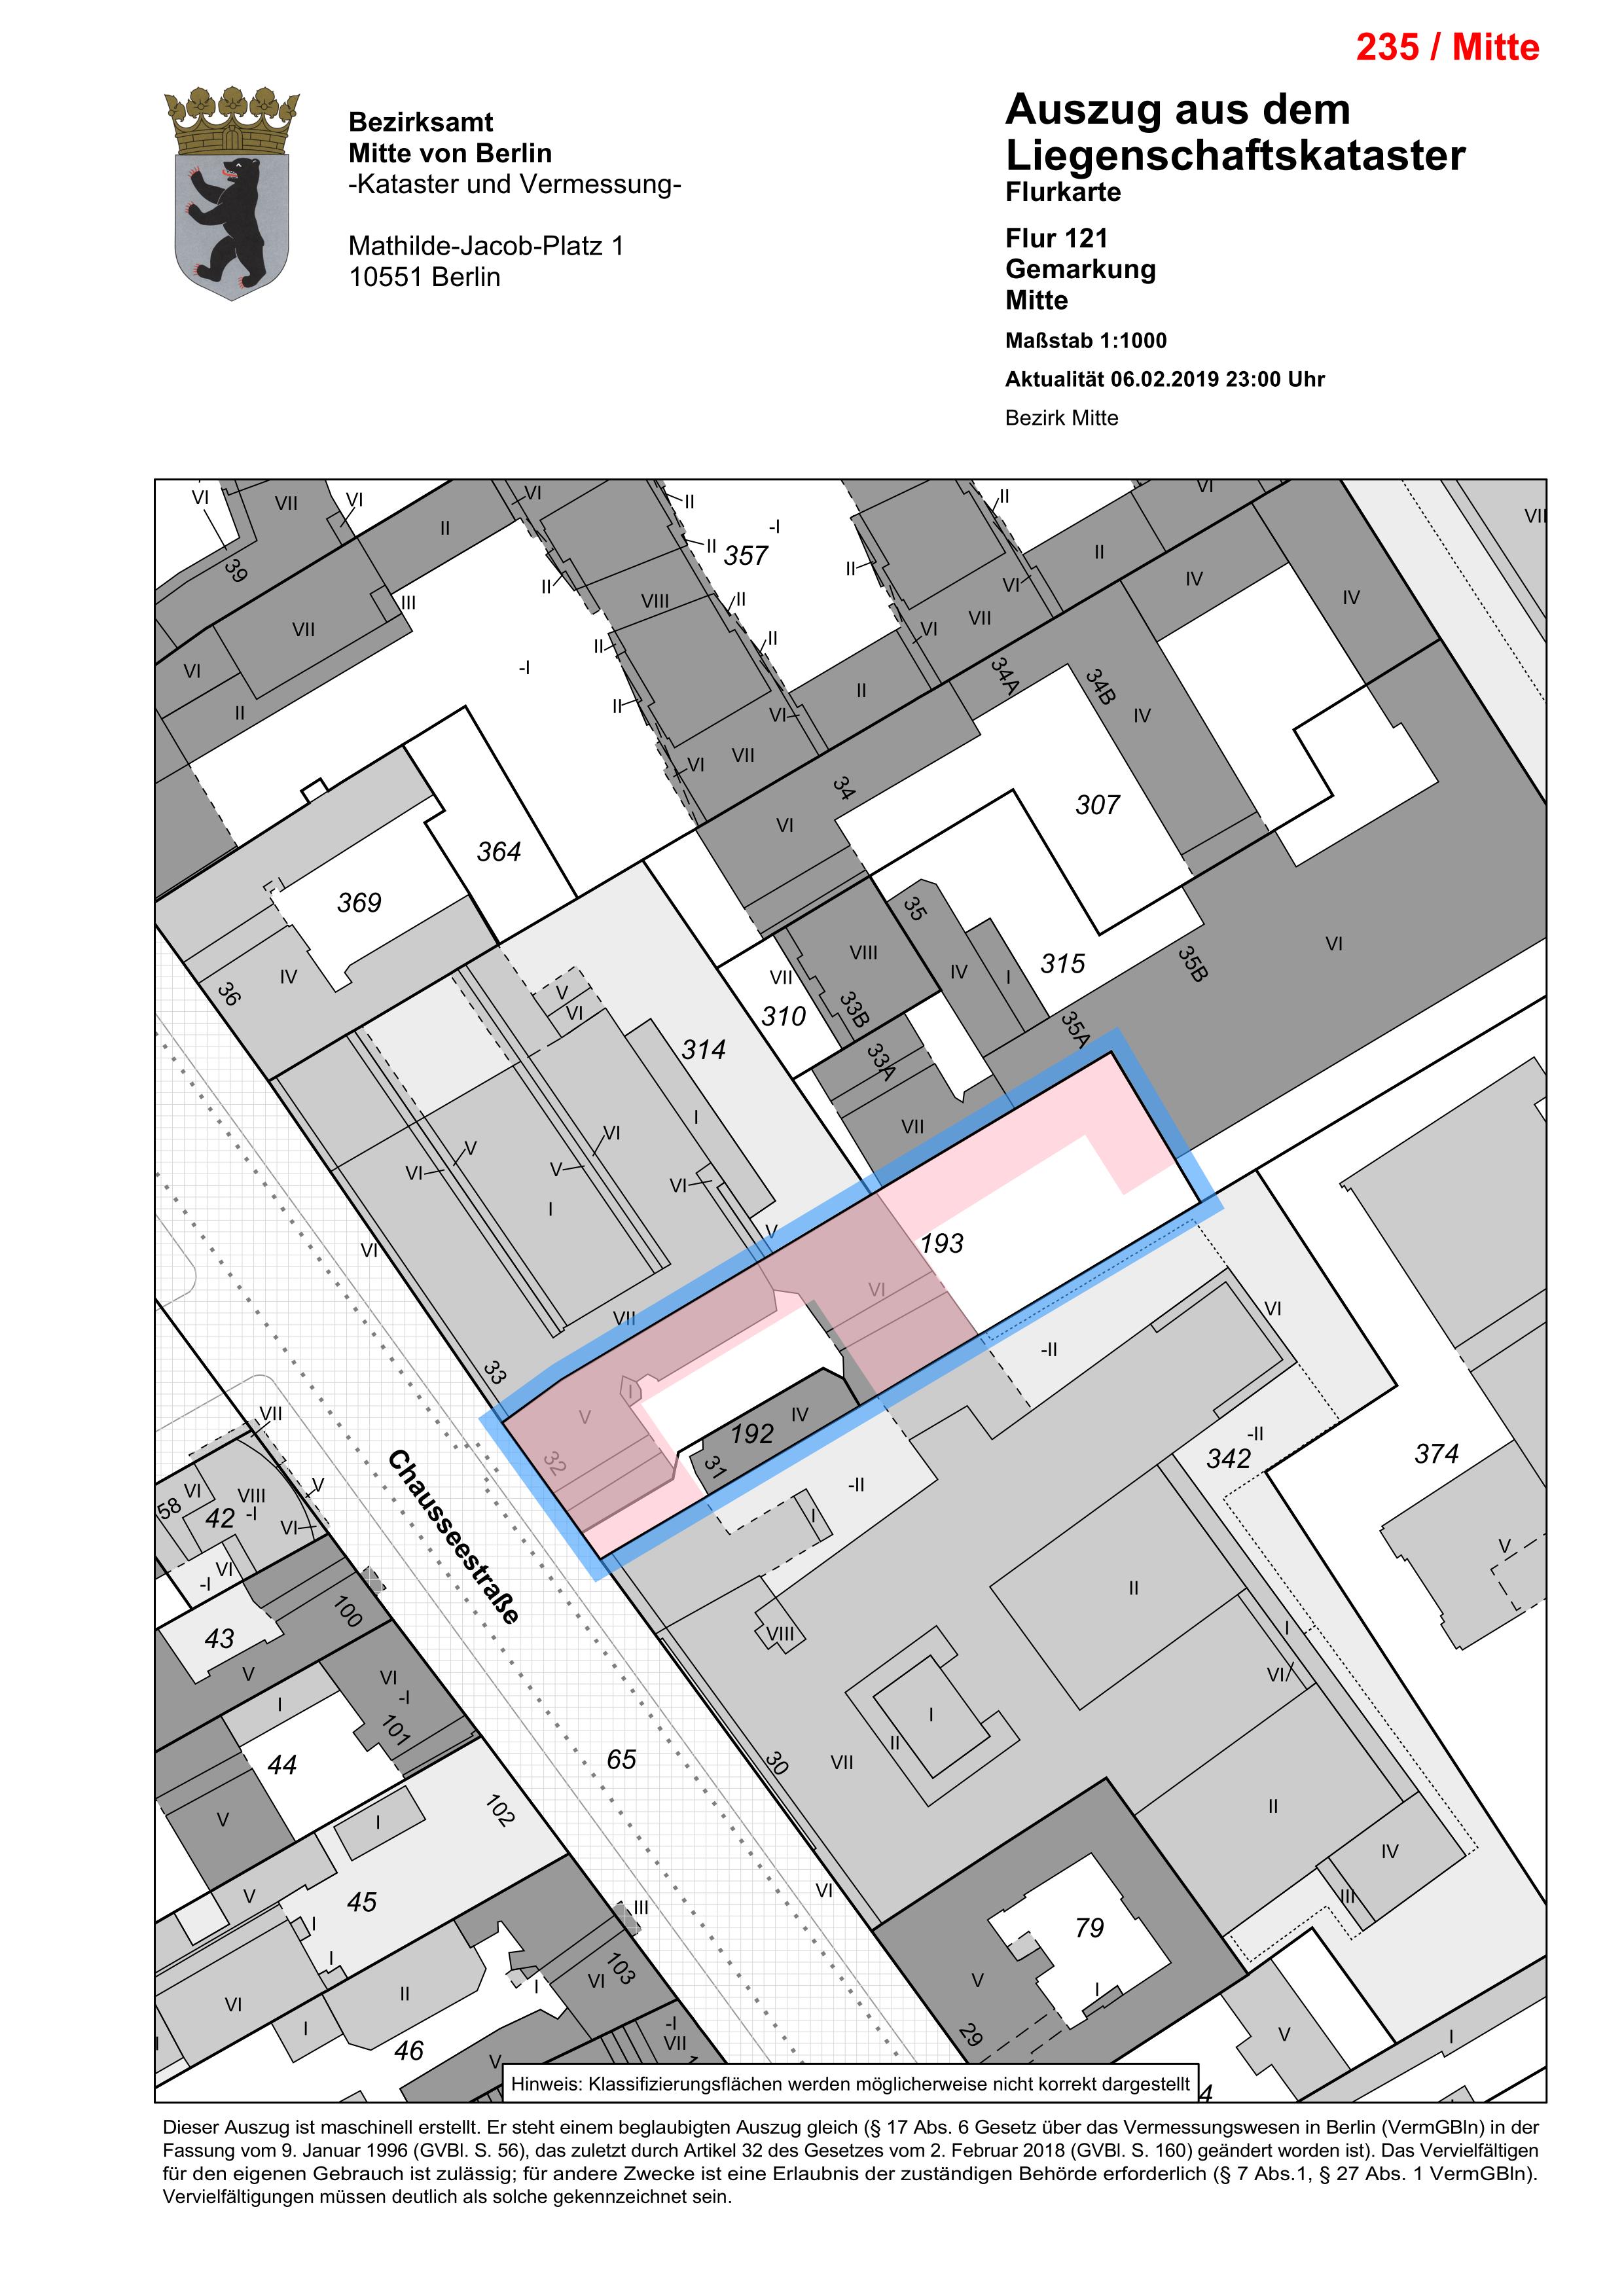 235 / Mitte
Bezirksamt
Mitte von Berlin
-Kataster und Vermessung-
Mathilde-Jacob-Platz 1
10551 Berlin
Auszug aus dem
Liegenschaftskataster
Flurkarte
Flur 121
Gemarkung
Mitte
Maßstab 1:1000
Aktualität 06.02.2019 23:00 Uhr
Bezirk Mitte
VI
VII
VI
II
VI
II
-I
II
VI
VII
39
II
357
II
II
II
VI
IV
IV
III
VIII
II
VII
VI
VII
VI
II
II
VI
-I
II
II
34A
34B
IV
II
VI
VI
VII
34
307
VI
364
369
35
VI
VIII
VII
IV
I
315
35B
IV
36
V
VI
310
33B
35A
314
33A
VII
I
VI
V
V
VI
VI
I
V
193
VI
VI
VII
VI
-II
33
I
V
IV
192
31
32
-II
342
374
-II
VII
Chausseestraße
VI
VIII
-I
V
58
42
VI
I
V
-I
VI
100
43
V
VI
-I
I
101
II
VIII
I
VI
I
II
VII
30
65
44
V
I
102
II
IV
V
45
I
VI
III
III
79
I
VI
II
I
VI
103
V
I
I
46
-I
VII
V
29
V
I
Hinweis: Klassifizierungsflächen werden möglicherweise nicht korrekt dargestellt
4
Dieser Auszug ist maschinell erstellt. Er steht einem beglaubigten Auszug gleich (§ 17 Abs. 6 Gesetz über das Vermessungswesen in Berlin (VermGBln) in der
Fassung vom 9. Januar 1996 (GVBl. S. 56), das zuletzt durch Artikel 32 des Gesetzes vom 2. Februar 2018 (GVBl. S. 160) geändert worden ist). Das Vervielfältigen
für den eigenen Gebrauch ist zulässig; für andere Zwecke ist eine Erlaubnis der zuständigen Behörde erforderlich (§ 7 Abs.1, § 27 Abs. 1 VermGBln).
Vervielfältigungen müssen deutlich als solche gekennzeichnet sein.